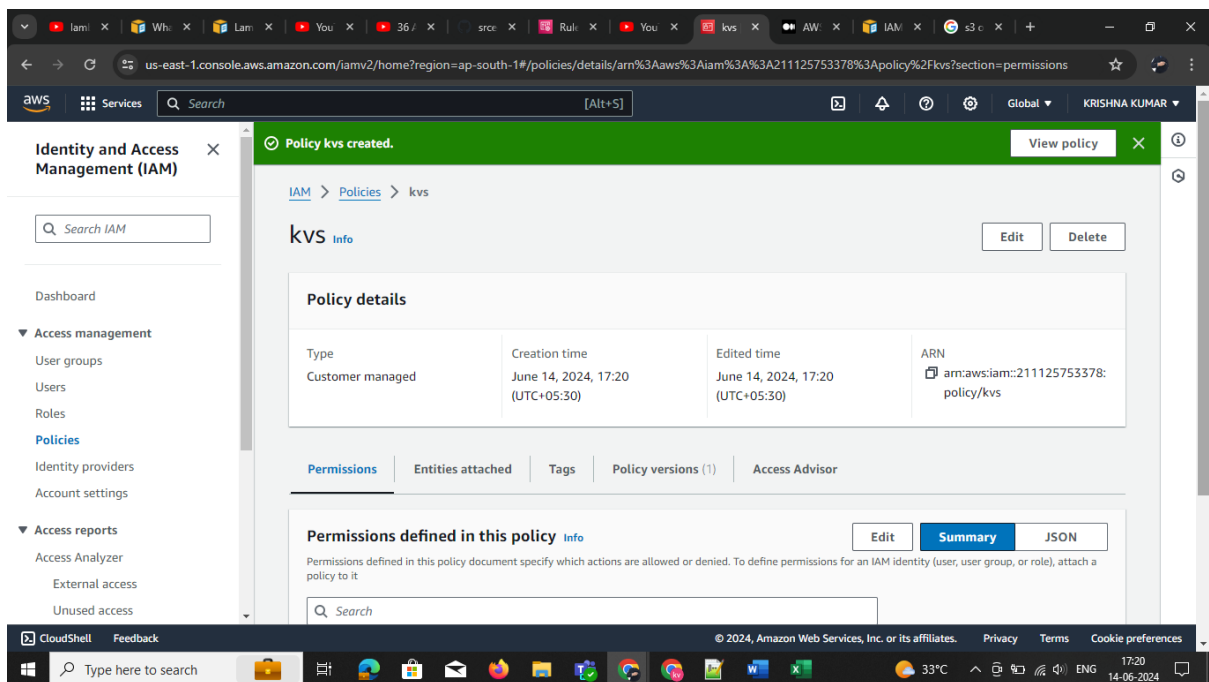 Iaml
Wha
Lam
You
36 /
srce
Rule
You
kvs
AW:
IAM
s3 o
us-east-1.console.aws.amazon.com/iamv2/home?region=ap-south-1#/policies/details/arn%3Aaws%3Aiam%3A%3A211125753378%3Apolicy%2Fkvs?section=permissions
aws
Services
Search
[Alt+S]
Global
KRISHNA KUMAR
Identity and Access
Management (IAM)
Search IAM
Dashboard
Access management
User groups
Users
Roles
Policies
Identity providers
Account settings
Access reports
Access Analyzer
External access
Unused access
Policy kvs created.
View policy
IAM > Policies > kvs
kvs Info
Edit
Delete
Policy details
Type
Customer managed
Creation time
June 14, 2024, 17:20
(UTC+05:30)
Edited time
June 14, 2024, 17:20
(UTC+05:30)
ARN
arn:aws:iam::211125753378:
policy/kvs
Permissions
Entities attached
Tags
Policy versions (1)
Access Advisor
Permissions defined in this policy Info
Edit
Summary
JSON
Permissions defined in this policy document specify which actions are allowed or denied. To define permissions for an IAM identity (user, user group, or role), attach a
policy to it
Search
CloudShell
Feedback
© 2024, Amazon Web Services, Inc. or its affiliates.
Privacy
Terms
Cookie preferences
Type here to search
33°C
ENG
17:20
14-06-2024